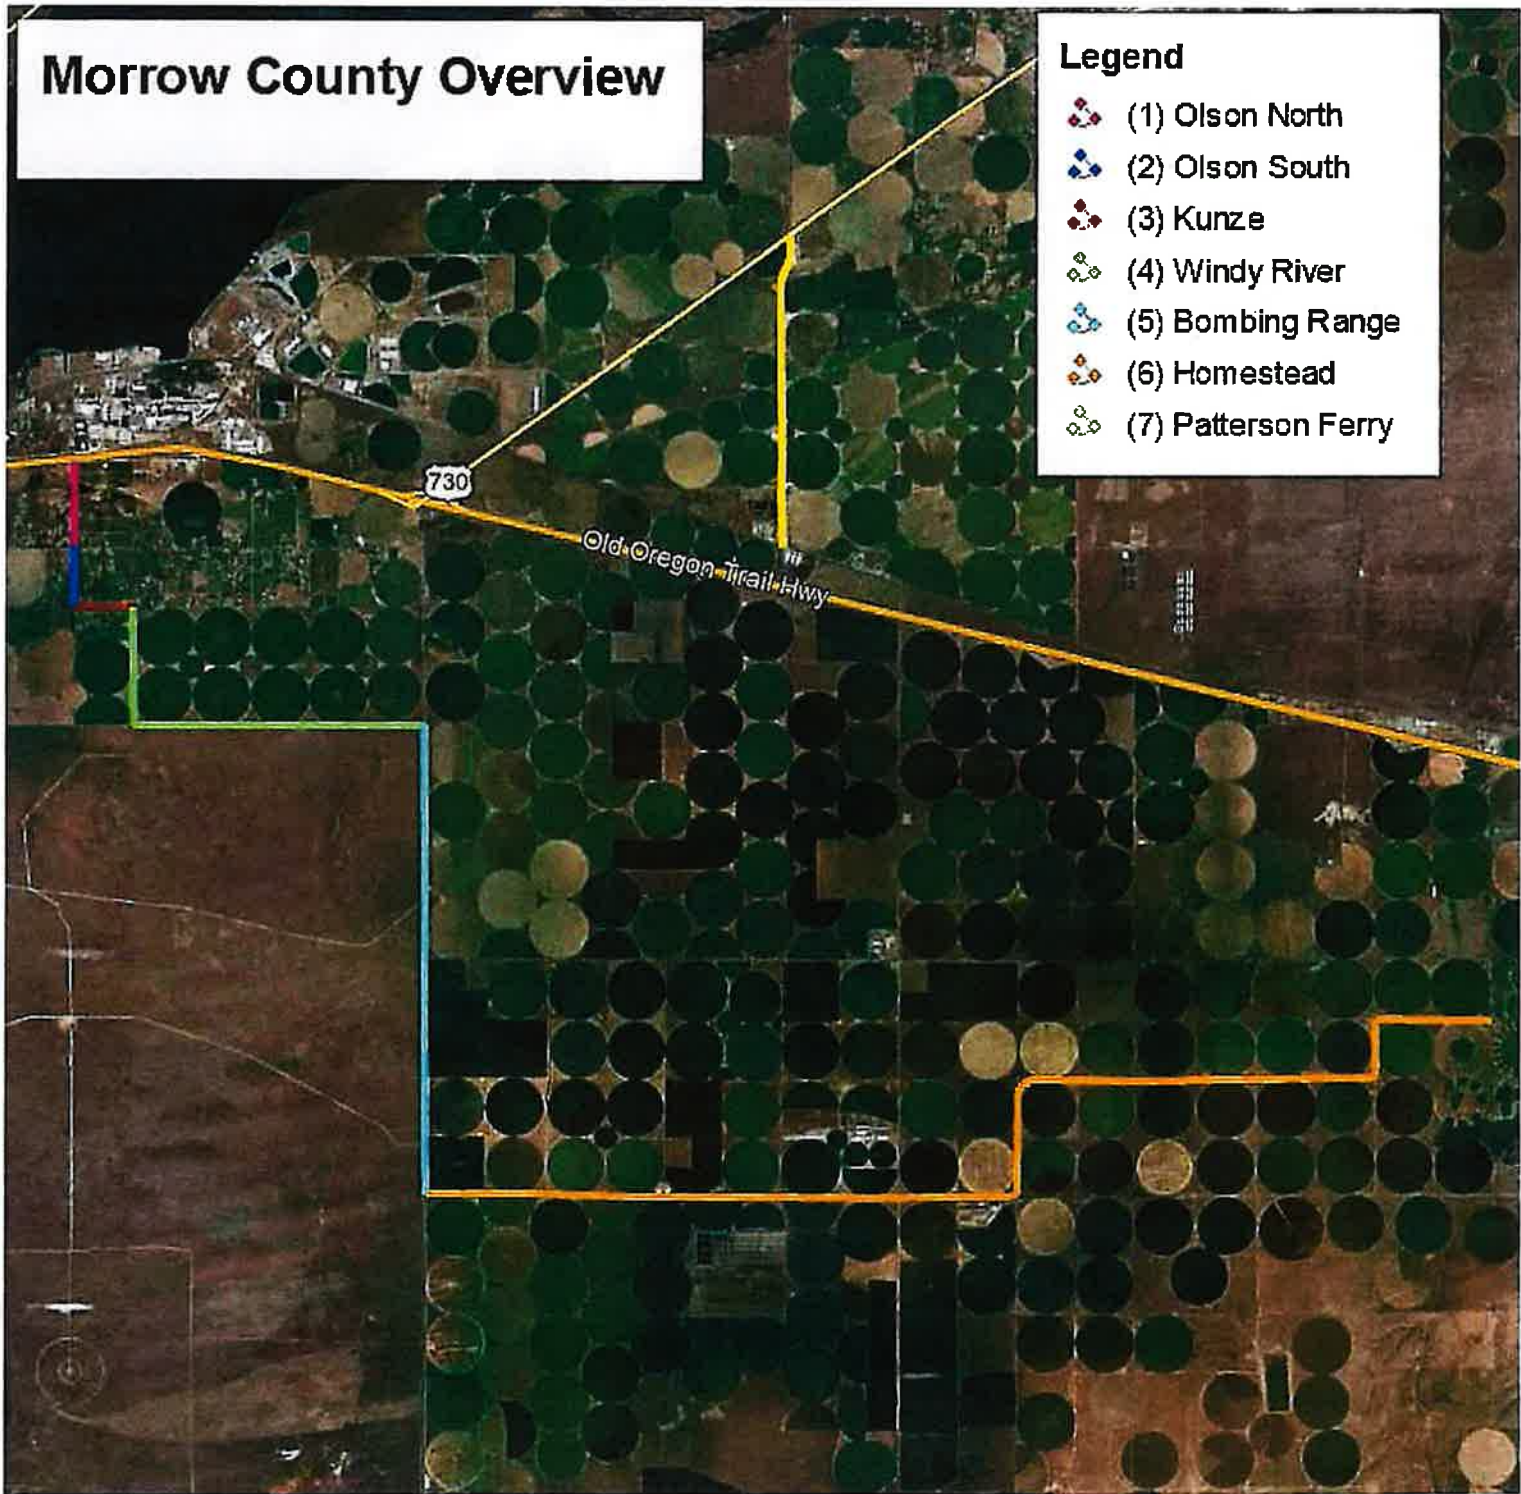 Morrow County Overview
Legend
(1) Olson North
(2) Olson South
(3) Kunze
(4) Windy River
(5) Bombing Range
(6) Homestead
(7) Patterson Ferry
730
Old Oregon Trail Hwy